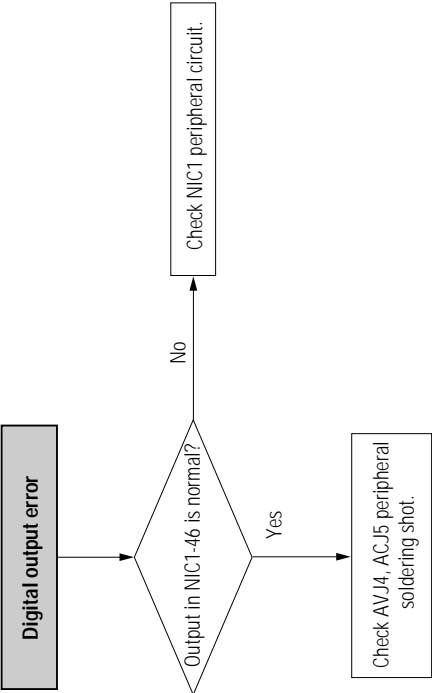 Digital output error
Output in NIC1-46 is normal?
No
Check NIC1 peripheral circuit.
Yes
Check AVJ4, ACJ5 peripheral
soldering shot.